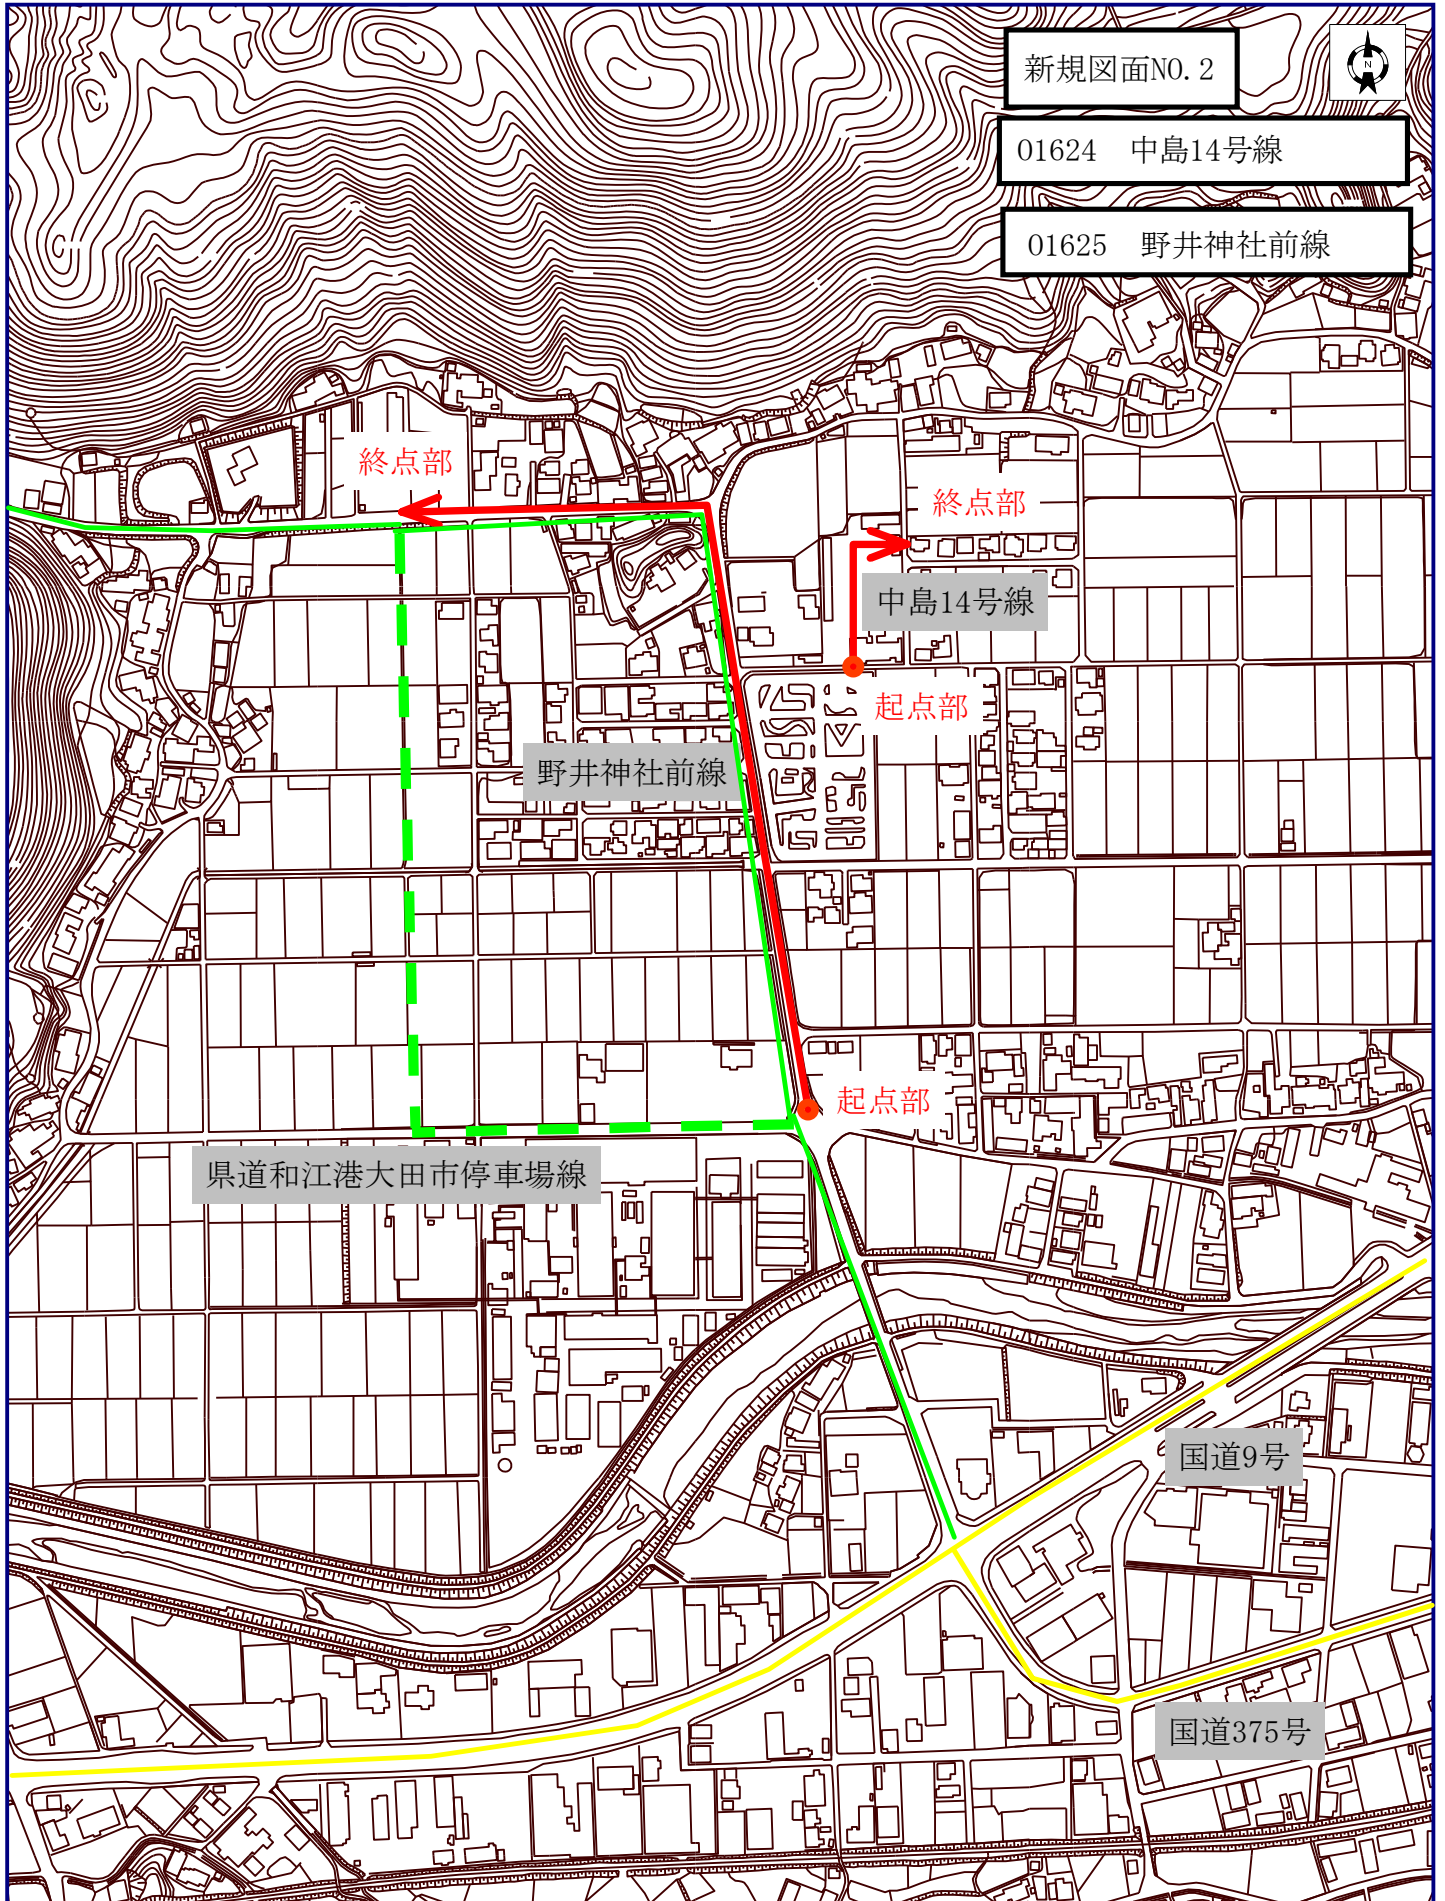 新規図面NO.2
N
01624　中島14号線
01625　野井神社前線
終点部
終点部
中島14号線
起点部
野井神社前線
起点部
県道和江港大田市停車場線
国道9号
国道375号